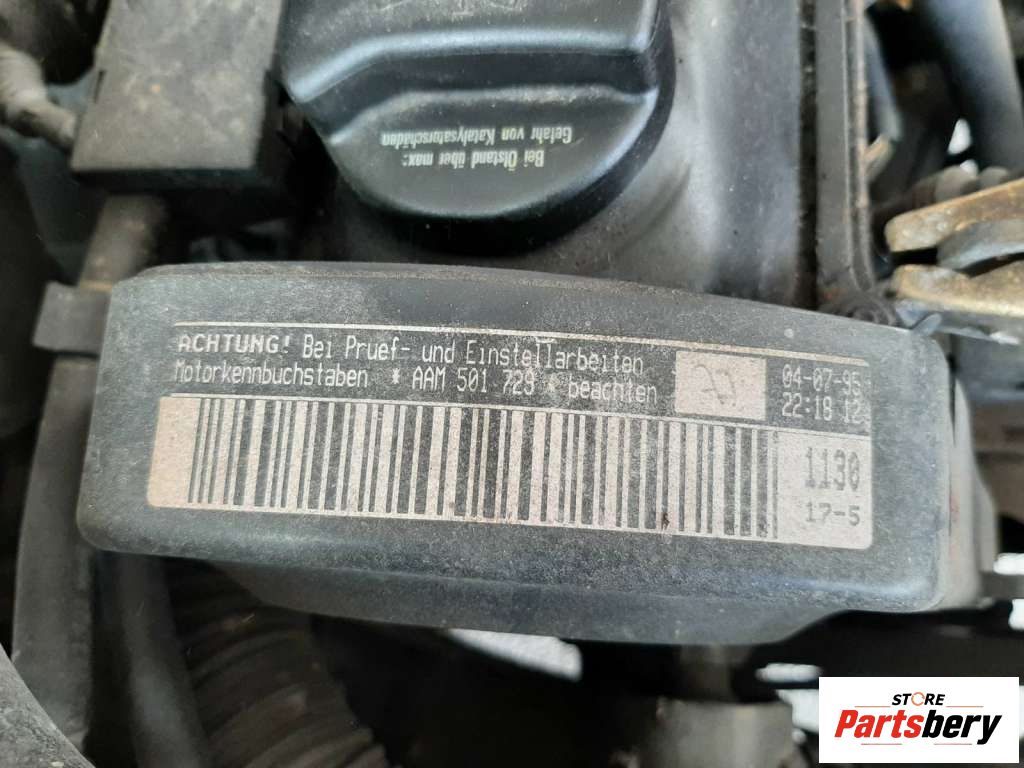 Bei Ölstand über max:
Gefahr von Katalysatorschäden
ACHTUNG! Bei Pruef- und Einstellarbeiten
Motorkennbuchstaben * AAM 501 729 * beachten
04-07-95
22:18 12
1130
17-5
STORE
Partsbery